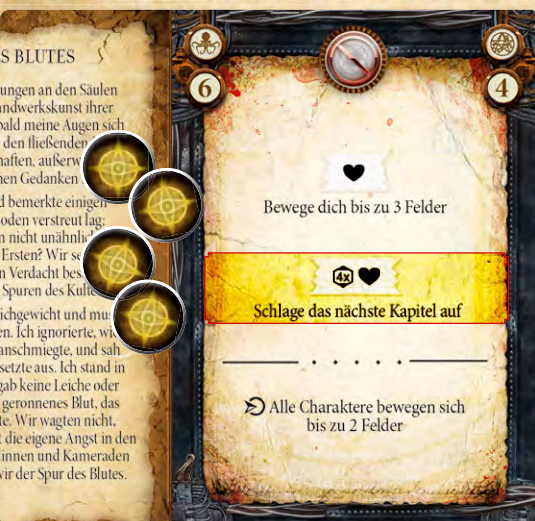 S BLUTES
ungen an den Säulen
andwerkskunst ihrer
bald meine Augen sich
den fließenden
haften, außerw
nen Gedanken
d bemerkte einigen
oden verstreut lag:
n nicht unähnlich
Ersten? Wir se
n Verdacht bes
Spuren des Kulte
ichgewicht und mu
en. Ich ignorierte, wi
anschmiegte, und sah
setzte aus. Ich stand in
gab keine Leiche oder
geronnenes Blut, das
te. Wir wagten nicht,
t die eigene Angst in den
innen und Kameraden
wir der Spur des Blutes.
6
4
Bewege dich bis zu 3 Felder
4x
Schlage das nächste Kapitel auf
Alle Charaktere bewegen sich
bis zu 2 Felder